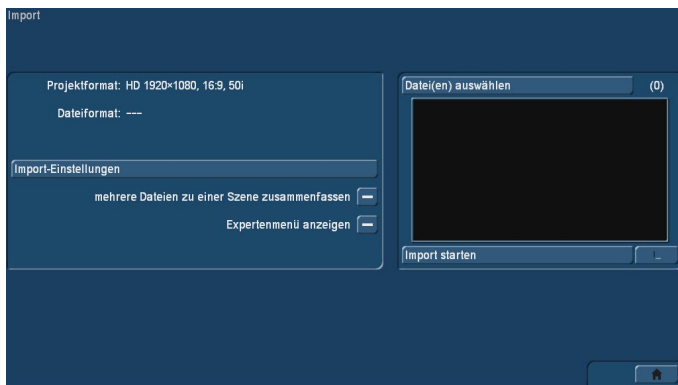 Import
Projektformat: HD 1920×1080, 16:9, 50i
Dateiformat: ---
Import-Einstellungen
mehrere Dateien zu einer Szene zusammenfassen
Expertenmenü anzeigen
Datei(en) auswählen (0)
Import starten